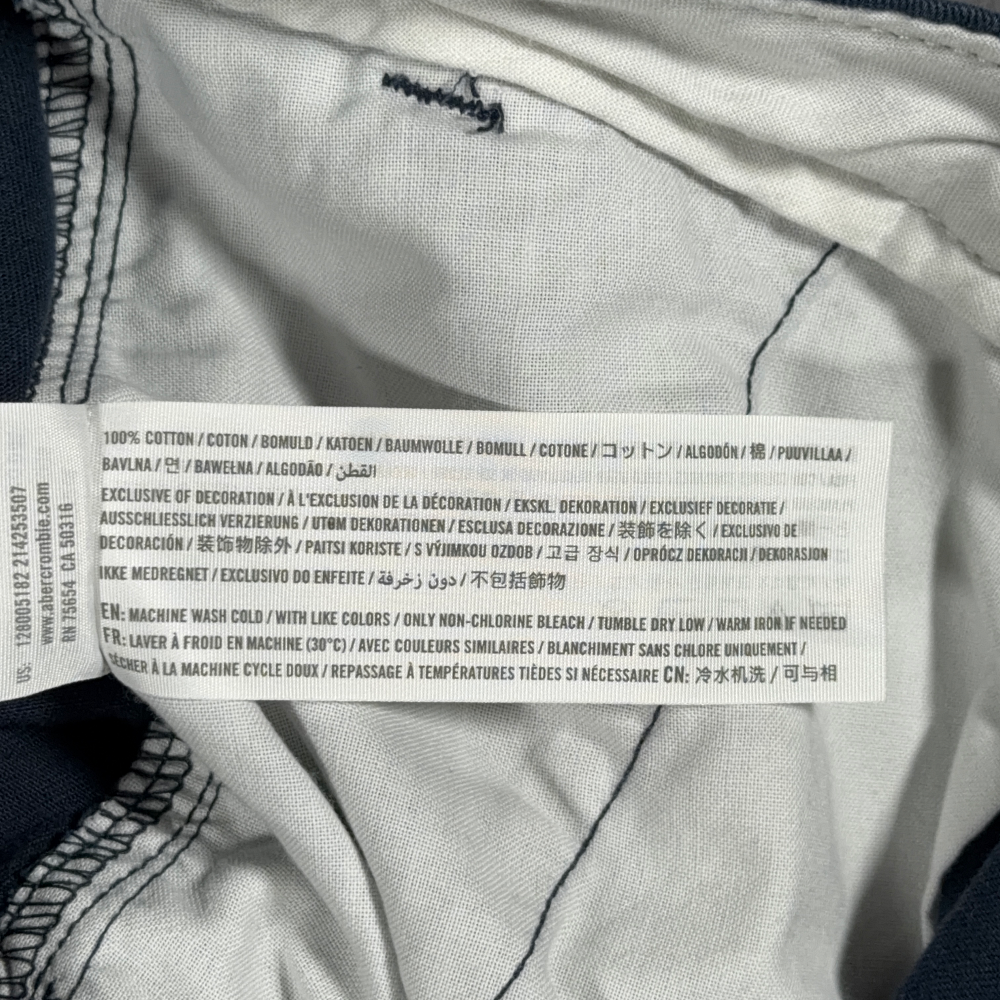 100% COTTON / COTON / BOMULD / KATOEN / BAUMWOLLE / BOMULL / COTONE / コットン / ALGODÓN / 棉 / PUUVILLAA /
BAVLNA / 면 / BAWEŁNA / ALGODÃO / القطن
EXCLUSIVE OF DECORATION / À L'EXCLUSION DE LA DÉCORATION / EKSKL. DEKORATION / EXCLUSIEF DECORATIE /
AUSSCHLIESSLICH VERZIERUNG / UTOM DEKORATIONEN / ESCLUSA DECORAZIONE / 装飾を除く / EXCLUSIVO DE
DECORACIÓN / 装饰物除外 / PAITSI KORISTE / S VÝJIMKOU OZDOB / 고급 장식 / OPRÓCZ DEKORACJI / DEKORASJON
IKKE MEDREGNET / EXCLUSIVO DO ENFEITE / دون زخرفة / 不包括飾物
EN: MACHINE WASH COLD / WITH LIKE COLORS / ONLY NON-CHLORINE BLEACH / TUMBLE DRY LOW / WARM IRON IF NEEDED
FR: LAVER À FROID EN MACHINE (30°C) / AVEC COULEURS SIMILAIRES / BLANCHIMENT SANS CHLORE UNIQUEMENT /
SÉCHER À LA MACHINE CYCLE DOUX / REPASSAGE À TEMPÉRATURES TIÈDES SI NÉCESSAIRE CN: 冷水机洗 / 可与相
US: 128005182 214253507
www.abercrombie.com
RN 75654 CA 50316